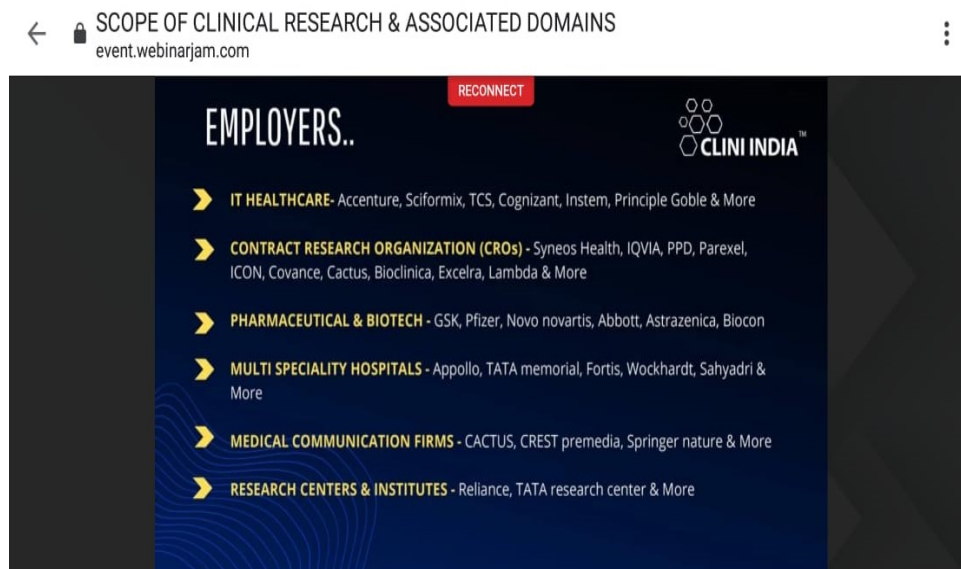 SCOPE OF CLINICAL RESEARCH & ASSOCIATED DOMAINS
event.webinarjam.com
RECONNECT
EMPLOYERS..
CLINI INDIA™
IT HEALTHCARE- Accenture, Sciformix, TCS, Cognizant, Instem, Principle Goble & More
CONTRACT RESEARCH ORGANIZATION (CROs) - Syneos Health, IQVIA, PPD, Parexel,
ICON, Covance, Cactus, Bioclinica, Excelra, Lambda & More
PHARMACEUTICAL & BIOTECH - GSK, Pfizer, Novo novartis, Abbott, Astrazenica, Biocon
MULTI SPECIALITY HOSPITALS - Appollo, TATA memorial, Fortis, Wockhardt, Sahyadri &
More
MEDICAL COMMUNICATION FIRMS - CACTUS, CREST premedia, Springer nature & More
RESEARCH CENTERS & INSTITUTES - Reliance, TATA research center & More